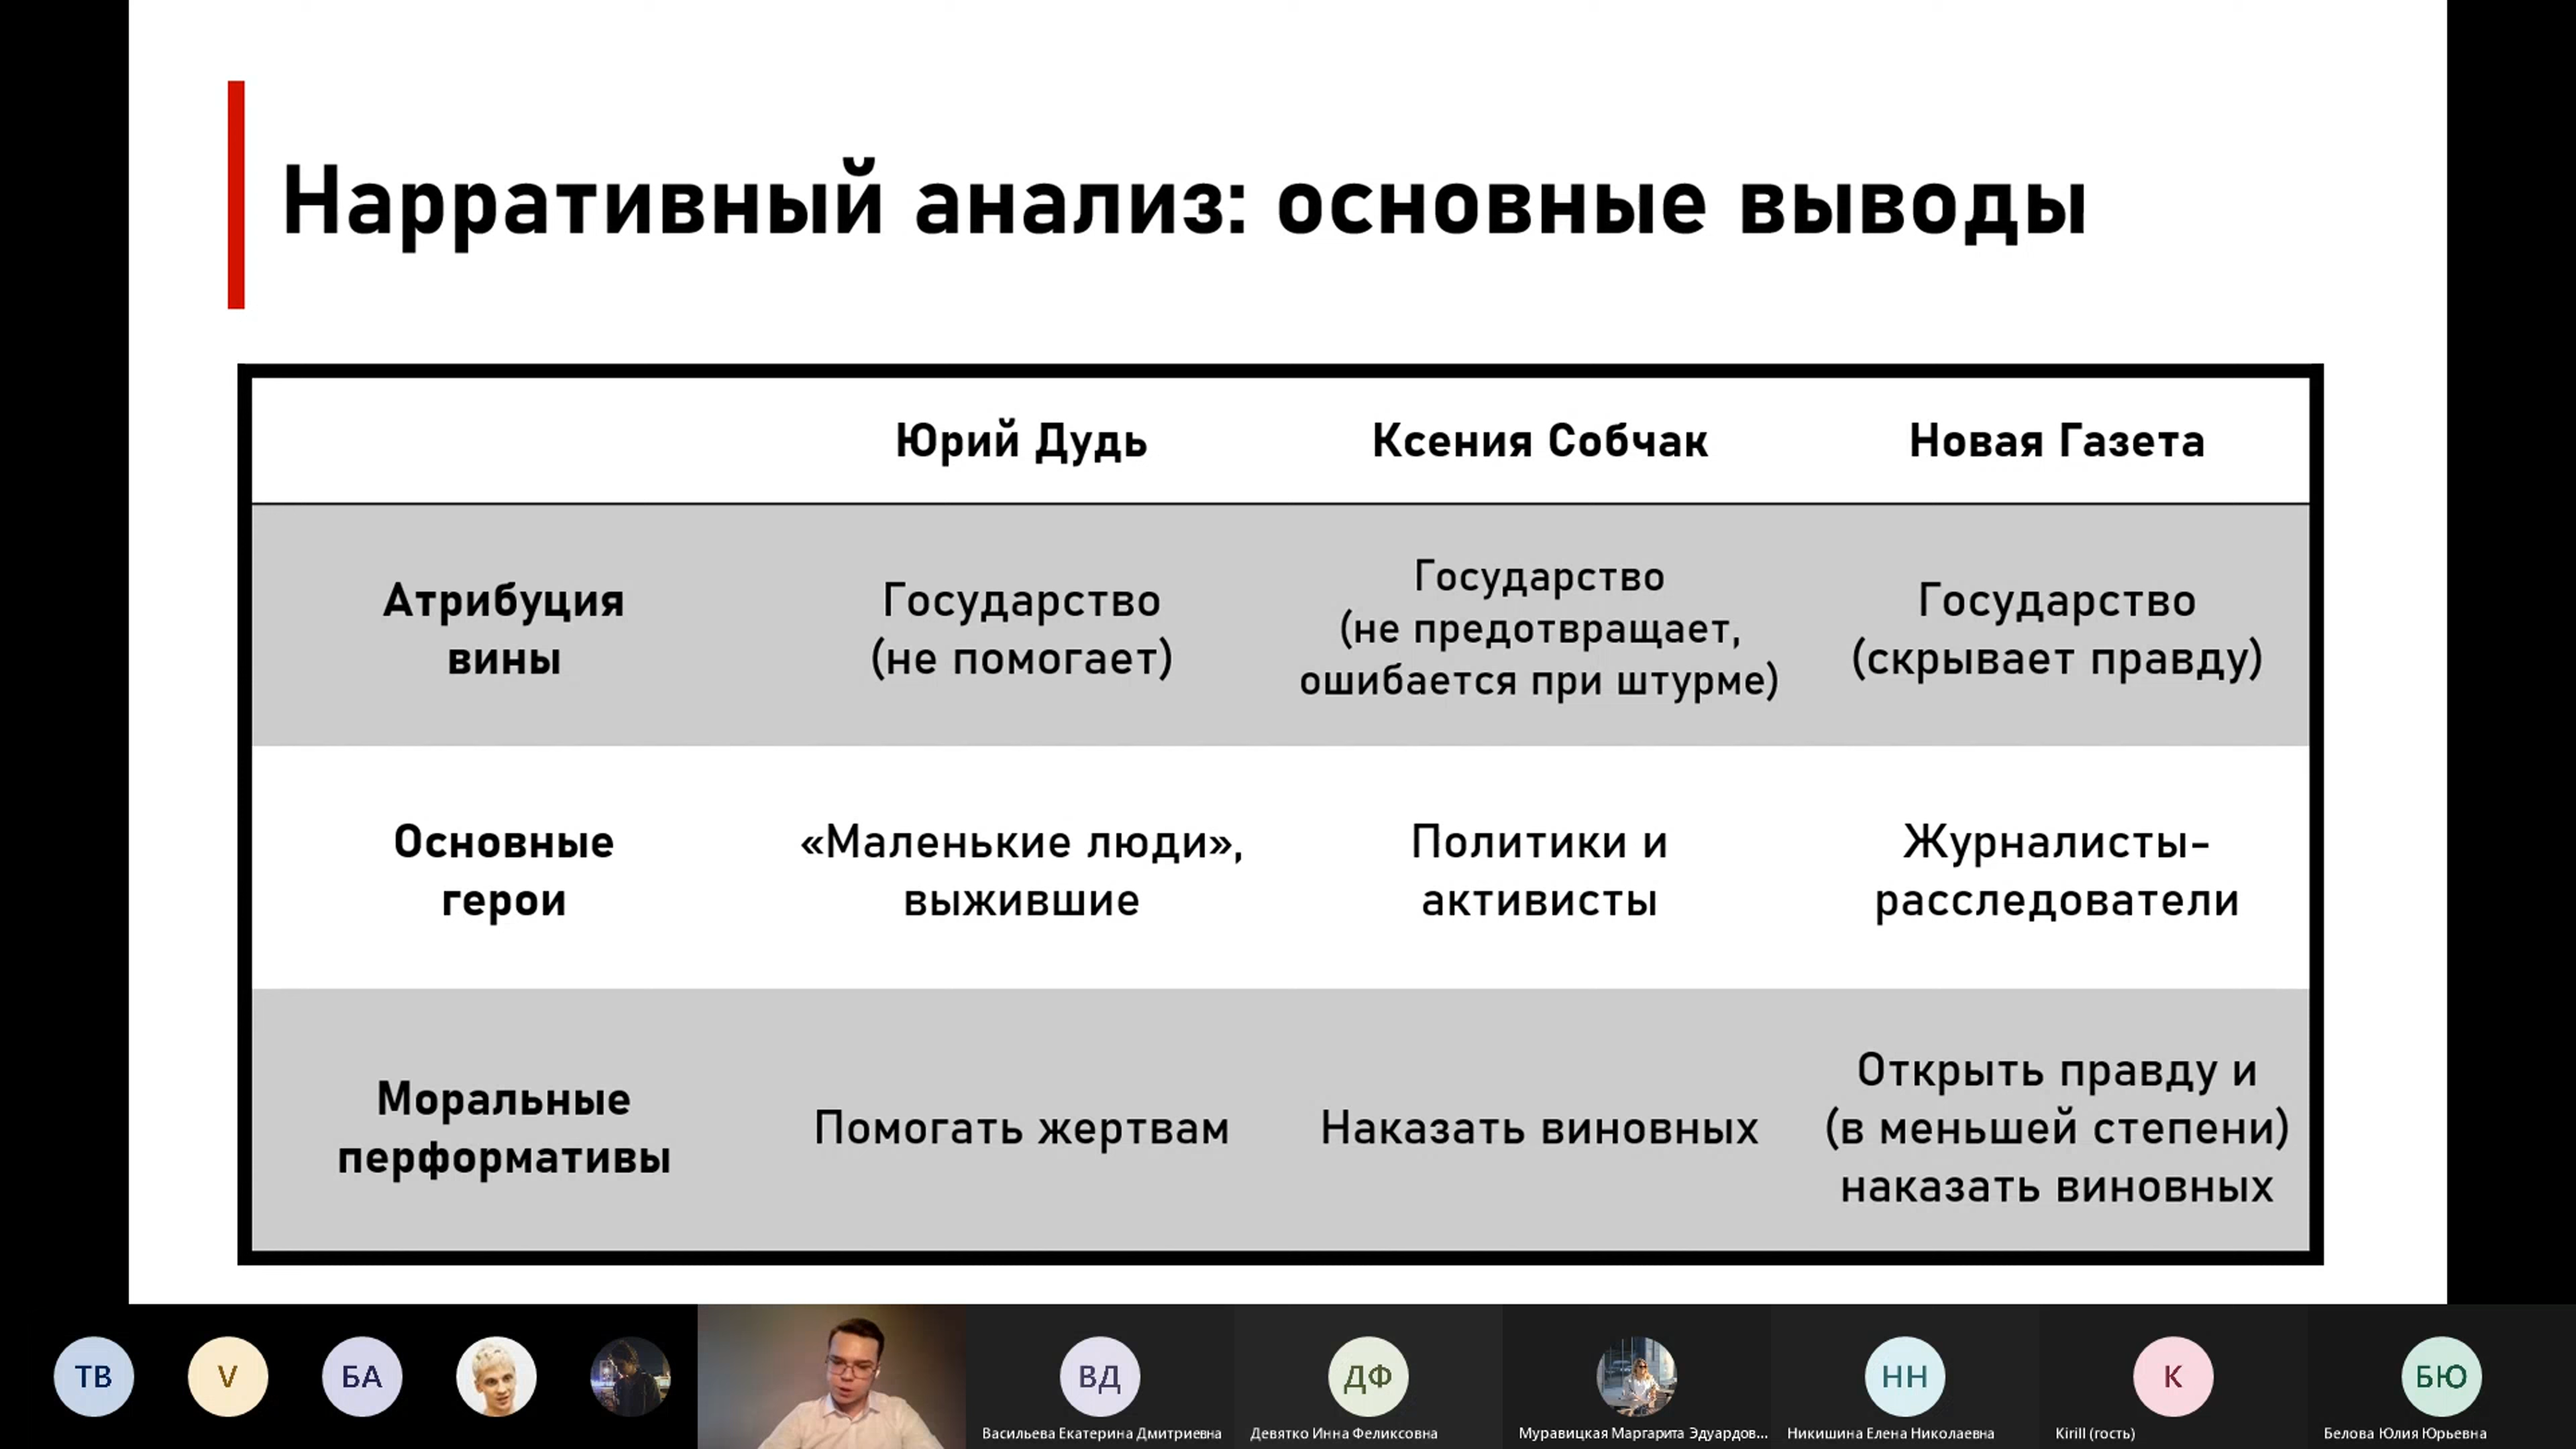 Нарративный анализ: основные выводы
Юрий Дудь
Ксения Собчак
Новая Газета
Атрибуция
вины
Государство
(не помогает)
Государство
(не предотвращает,
ошибается при штурме)
Государство
(скрывает правду)
Основные
герои
«Маленькие люди»,
выжившие
Политики и
активисты
Журналисты-
расследователи
Моральные
перформативы
Помогать жертвам
Наказать виновных
Открыть правду и
(в меньшей степени)
наказать виновных
ТВ
V
БА
ВД
ДФ
НН
K
БЮ
Васильева Екатерина Дмитриевна
Девятко Инна Феликсовна
Муравицкая Маргарита Эдуардов...
Никишина Елена Николаевна
Kirill (гость)
Белова Юлия Юрьевна